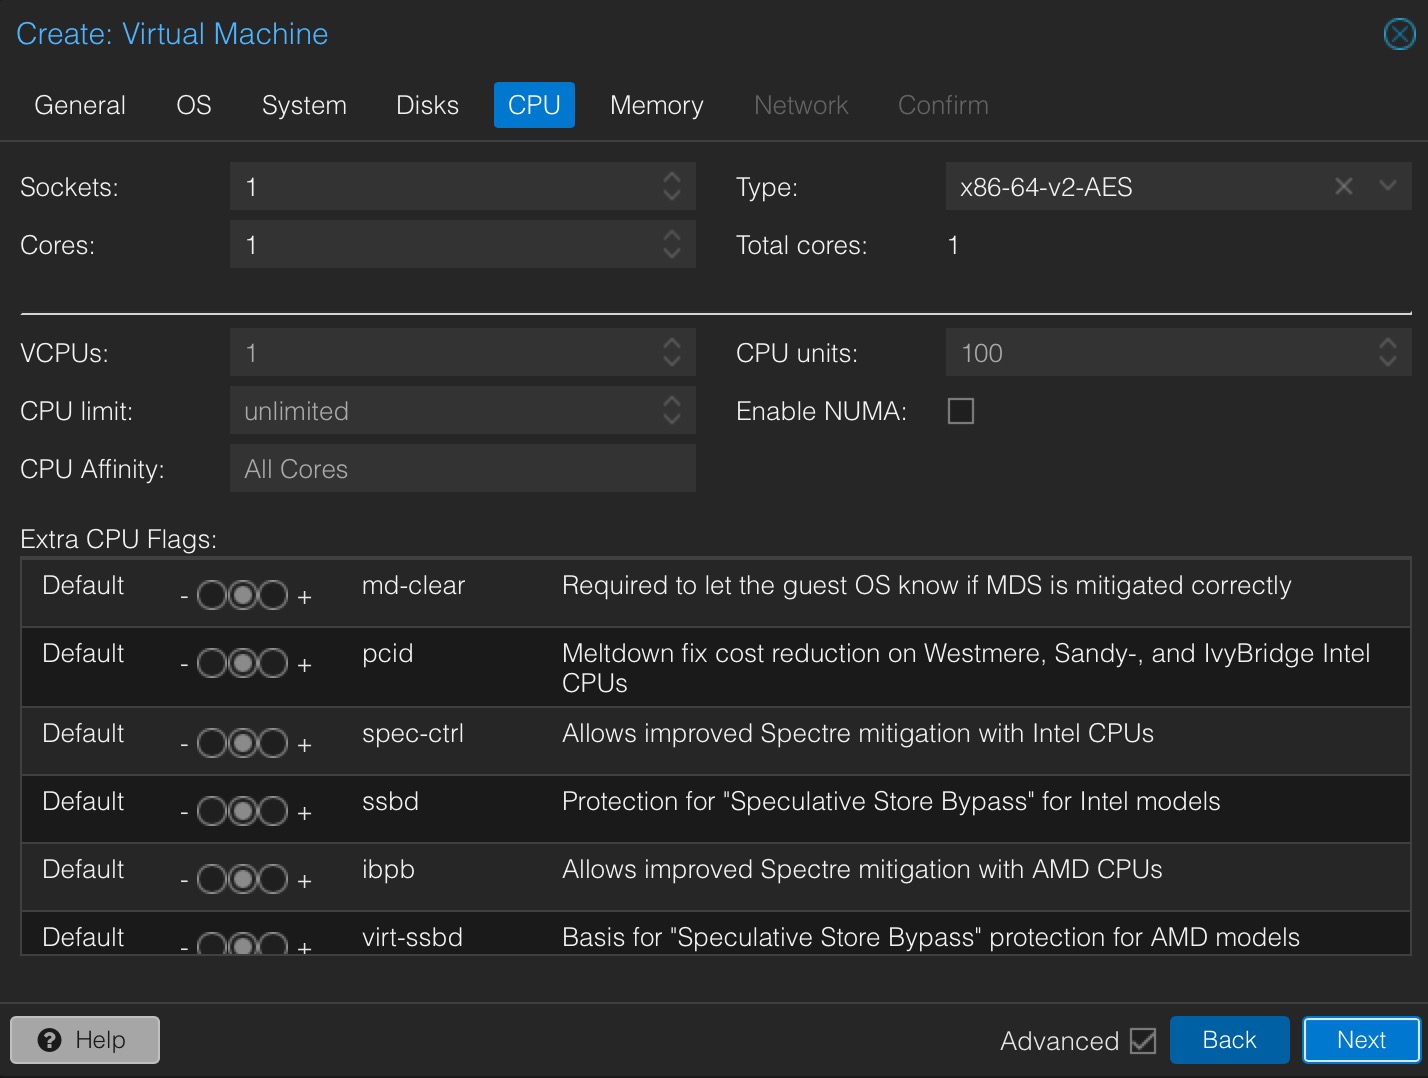 Create: Virtual Machine
General OS System Disks CPU Memory Network Confirm
Sockets: 1 Type: x86-64-v2-AES
Cores: 1 Total cores: 1
VCPUs: 1 CPU units: 100
CPU limit: unlimited Enable NUMA:
CPU Affinity: All Cores
Extra CPU Flags:
Default - + md-clear Required to let the guest OS know if MDS is mitigated correctly
Default - + pcid Meltdown fix cost reduction on Westmere, Sandy-, and IvyBridge Intel
CPUs
Default - + spec-ctrl Allows improved Spectre mitigation with Intel CPUs
Default - + ssbd Protection for "Speculative Store Bypass" for Intel models
Default - + ibpb Allows improved Spectre mitigation with AMD CPUs
Default - + virt-ssbd Basis for "Speculative Store Bypass" protection for AMD models
Help Advanced Back Next